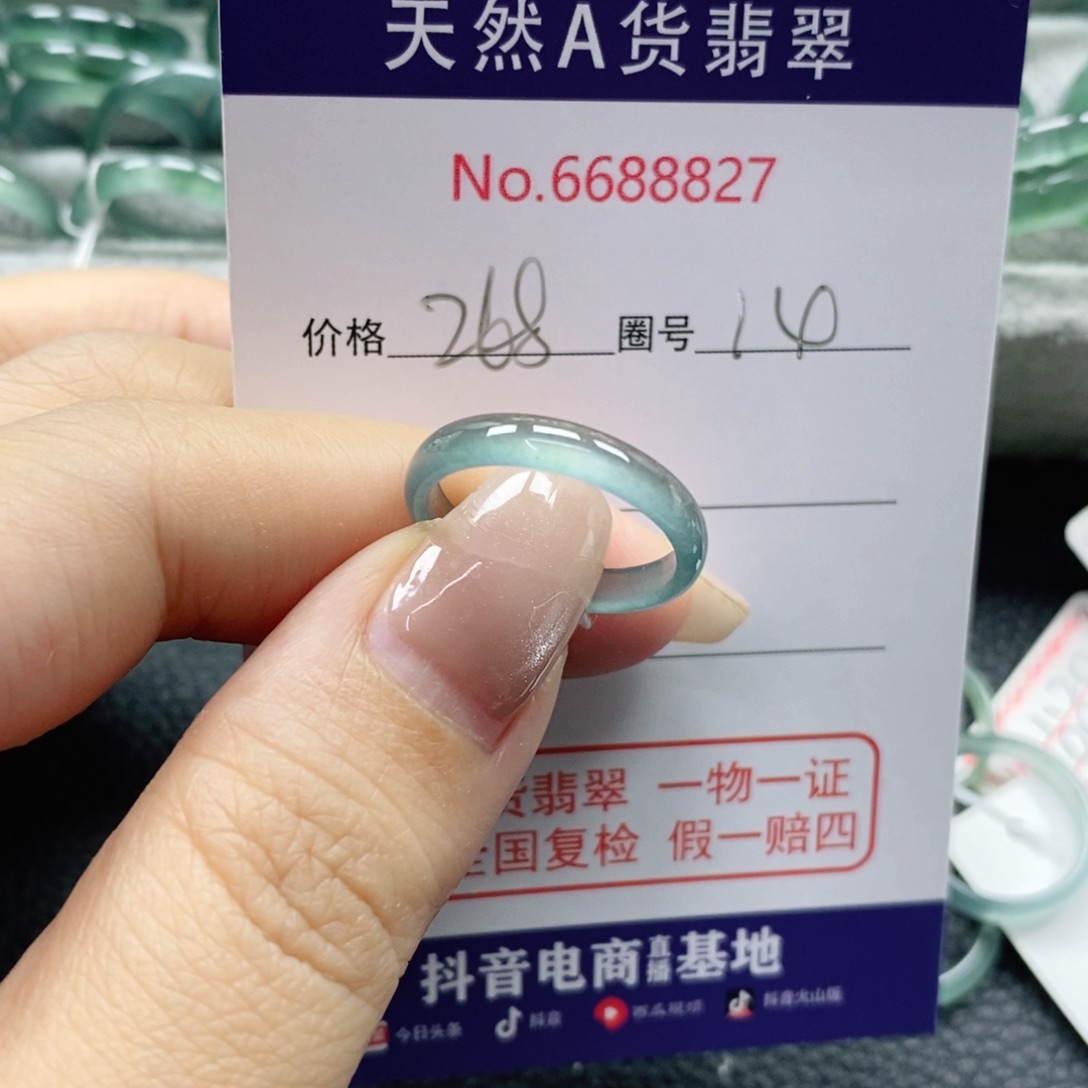 天然A货翡翠
No.6688827
价格 268 圈号 14
货翡翠 一物一证
全国复检 假一赔四
抖音电商直播基地
今日头条 抖音 西瓜视频 抖音火山版